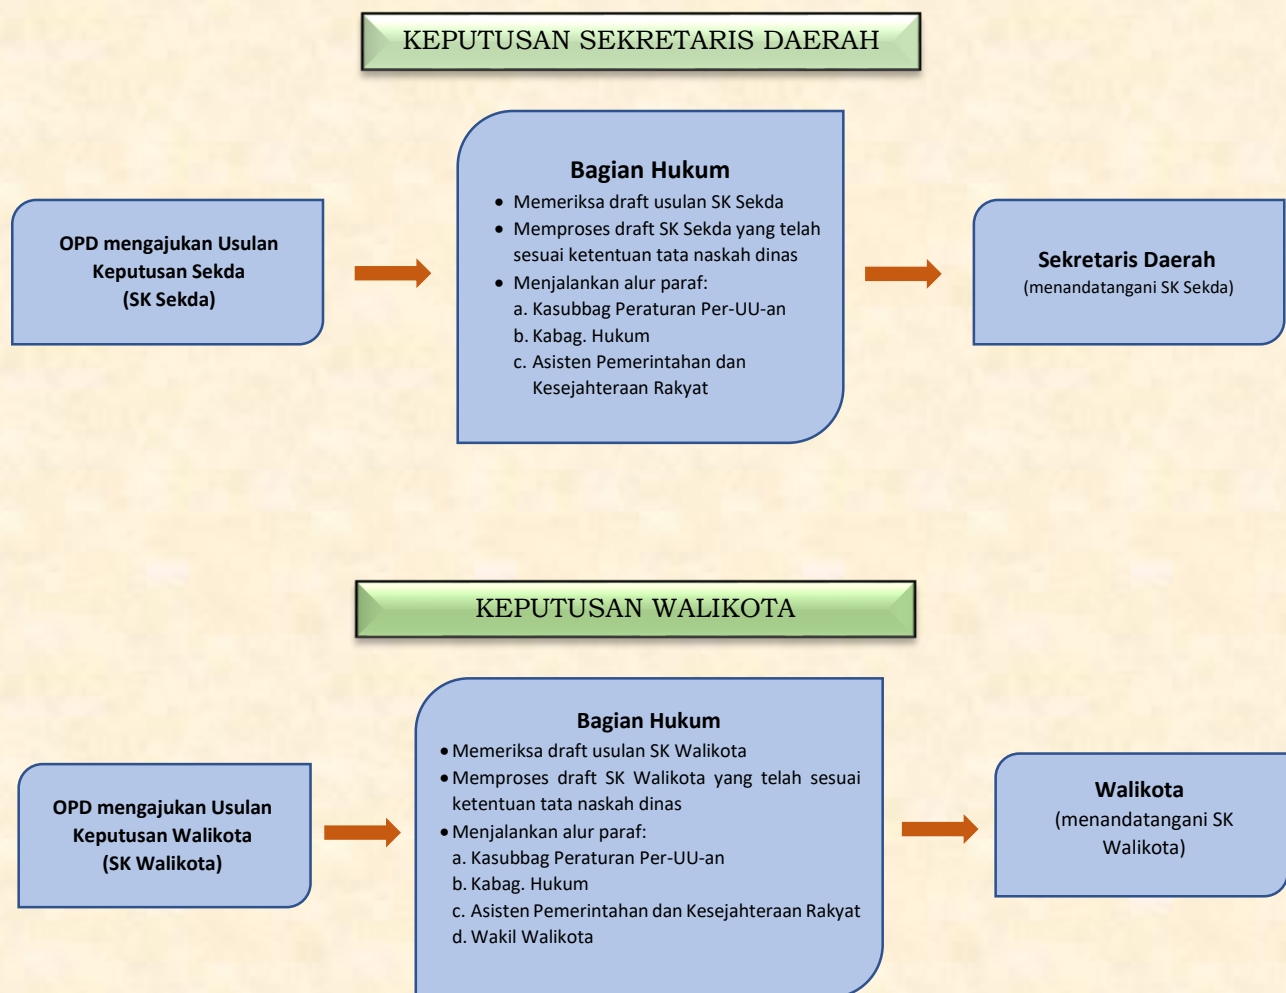 KEPUTUSAN SEKRETARIS DAERAH
OPD mengajukan Usulan
Keputusan Sekda
(SK Sekda)
Bagian Hukum
• Memeriksa draft usulan SK Sekda
• Memproses draft SK Sekda yang telah
sesuai ketentuan tata naskah dinas
• Menjalankan alur paraf:
a. Kasubbag Peraturan Per-UU-an
b. Kabag. Hukum
c. Asisten Pemerintahan dan
Kesejahteraan Rakyat
Sekretaris Daerah
(menandatangani SK Sekda)
KEPUTUSAN WALIKOTA
OPD mengajukan Usulan
Keputusan Walikota
(SK Walikota)
Bagian Hukum
• Memeriksa draft usulan SK Walikota
• Memproses draft SK Walikota yang telah sesuai
ketentuan tata naskah dinas
• Menjalankan alur paraf:
a. Kasubbag Peraturan Per-UU-an
b. Kabag. Hukum
c. Asisten Pemerintahan dan Kesejahteraan Rakyat
d. Wakil Walikota
Walikota
(menandatangani SK
Walikota)